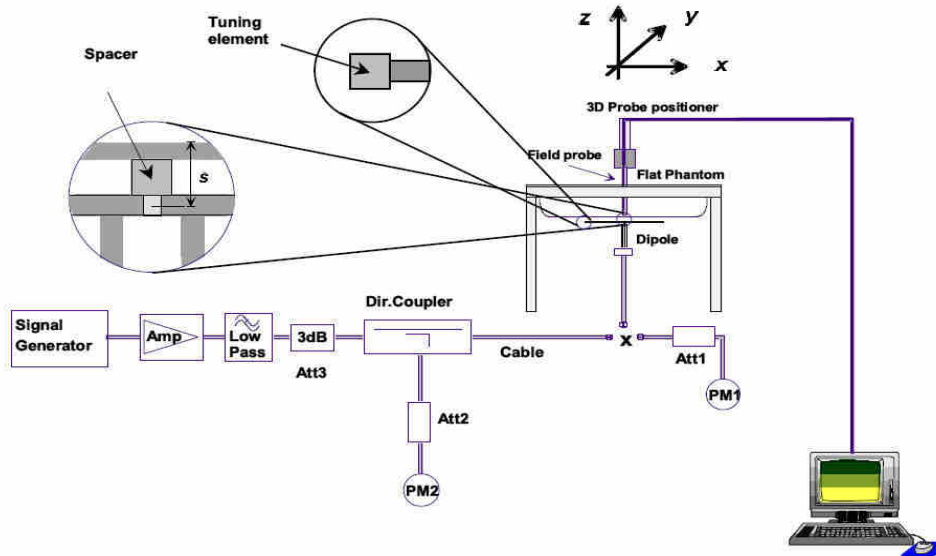 Tuning
element
z
y
x
Spacer
3D Probe positioner
Field probe
Flat Phantom
s
Dipole
Dir.Coupler
Signal
Generator
Amp
Low
Pass
3dB
Att3
Cable
x
Att1
PM1
Att2
PM2